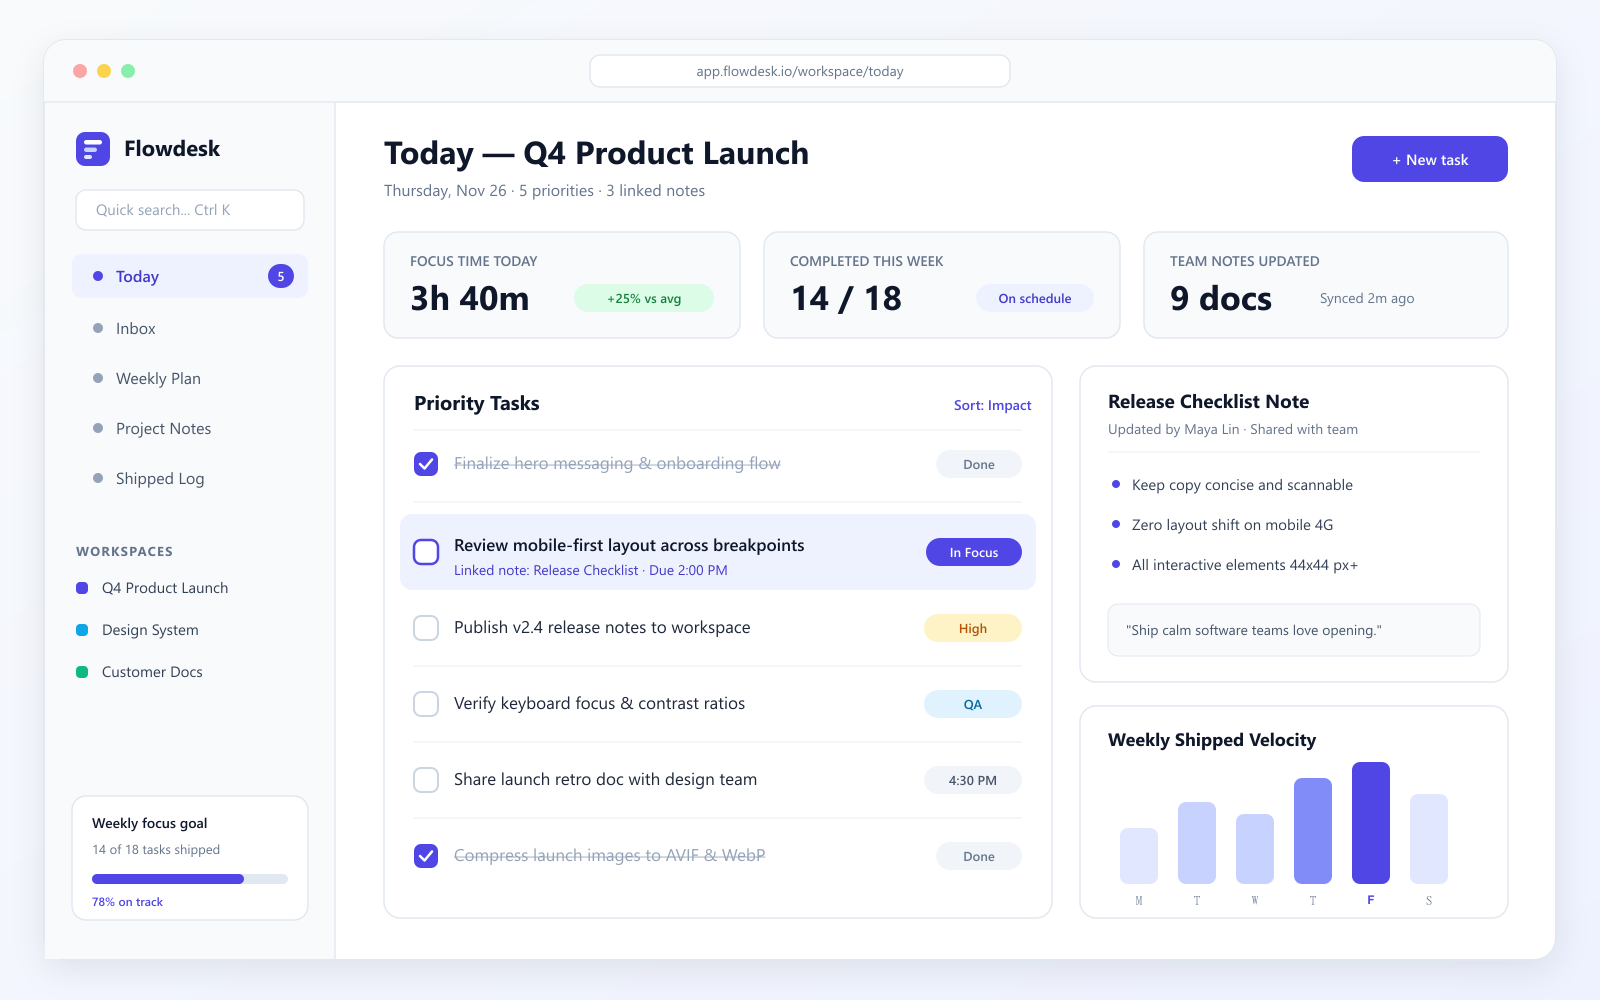 app.flowdesk.io/workspace/today
Flowdesk
Quick search... Ctrl K
Today 5
Inbox
Weekly Plan
Project Notes
Shipped Log
WORKSPACES
Q4 Product Launch
Design System
Customer Docs
Weekly focus goal
14 of 18 tasks shipped
78% on track
Today — Q4 Product Launch
Thursday, Nov 26 · 5 priorities · 3 linked notes
+ New task
FOCUS TIME TODAY
3h 40m +25% vs avg
COMPLETED THIS WEEK
14 / 18 On schedule
TEAM NOTES UPDATED
9 docs Synced 2m ago
Priority Tasks Sort: Impact
Finalize hero messaging & onboarding flow Done
Review mobile-first layout across breakpoints In Focus
Linked note: Release Checklist · Due 2:00 PM
Publish v2.4 release notes to workspace High
Verify keyboard focus & contrast ratios QA
Share launch retro doc with design team 4:30 PM
Compress launch images to AVIF & WebP Done
Release Checklist Note
Updated by Maya Lin · Shared with team
Keep copy concise and scannable
Zero layout shift on mobile 4G
All interactive elements 44x44 px+
"Ship calm software teams love opening."
Weekly Shipped Velocity
M T W T F S